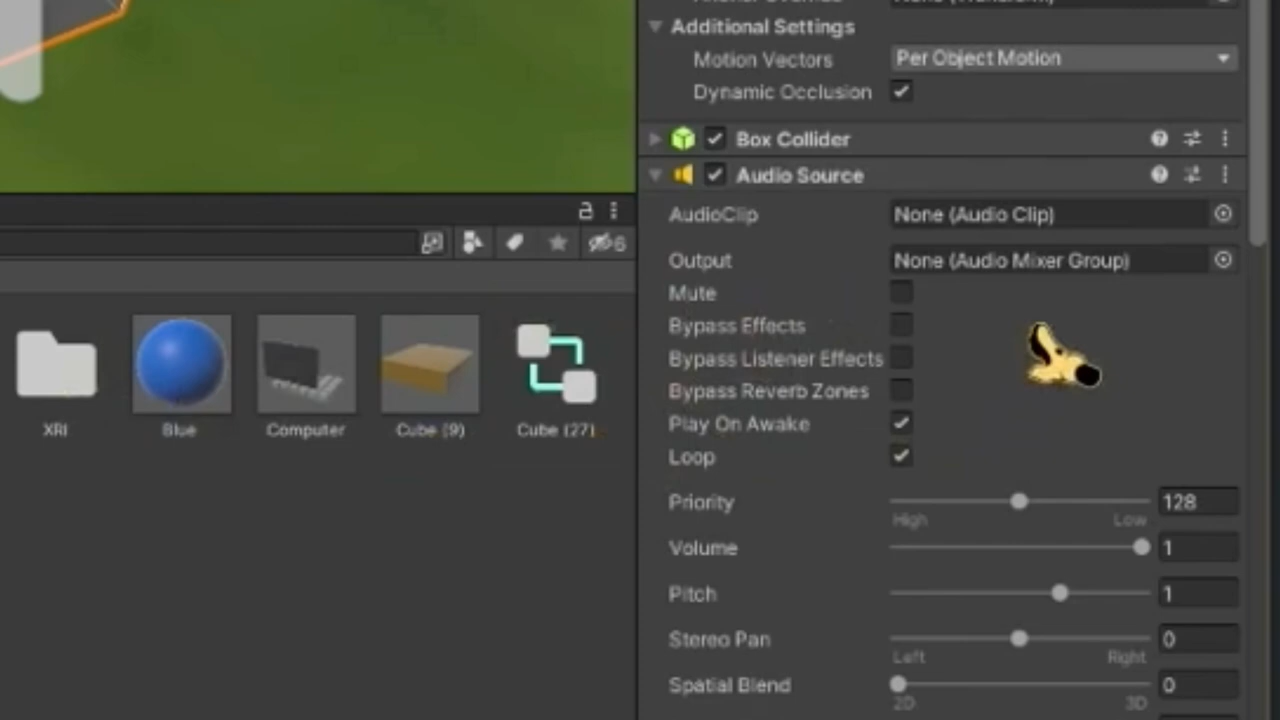 Additional Settings
Motion Vectors
Per Object Motion
Dynamic Occlusion
Box Collider
Audio Source
AudioClip
None (Audio Clip)
Output
None (Audio Mixer Group)
Mute
Bypass Effects
Bypass Listener Effects
Bypass Reverb Zones
Play On Awake
Loop
Priority
128
High
Low
Volume
1
Pitch
1
Stereo Pan
0
Left
Right
Spatial Blend
0
2D
3D
6
XRI
Blue
Computer
Cube (9)
Cube (27)